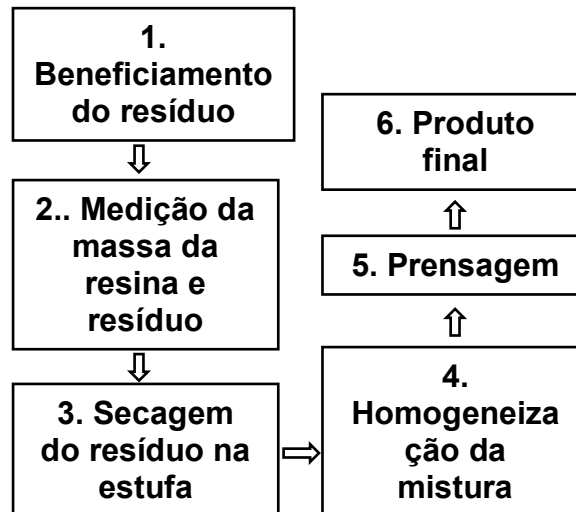 1.
Beneficiamento
do resíduo
2.. Medição da
massa da
resina e
resíduo
3. Secagem
do resíduo na
estufa
4.
Homogeneiza
ção da
mistura
5. Prensagem
6. Produto
final